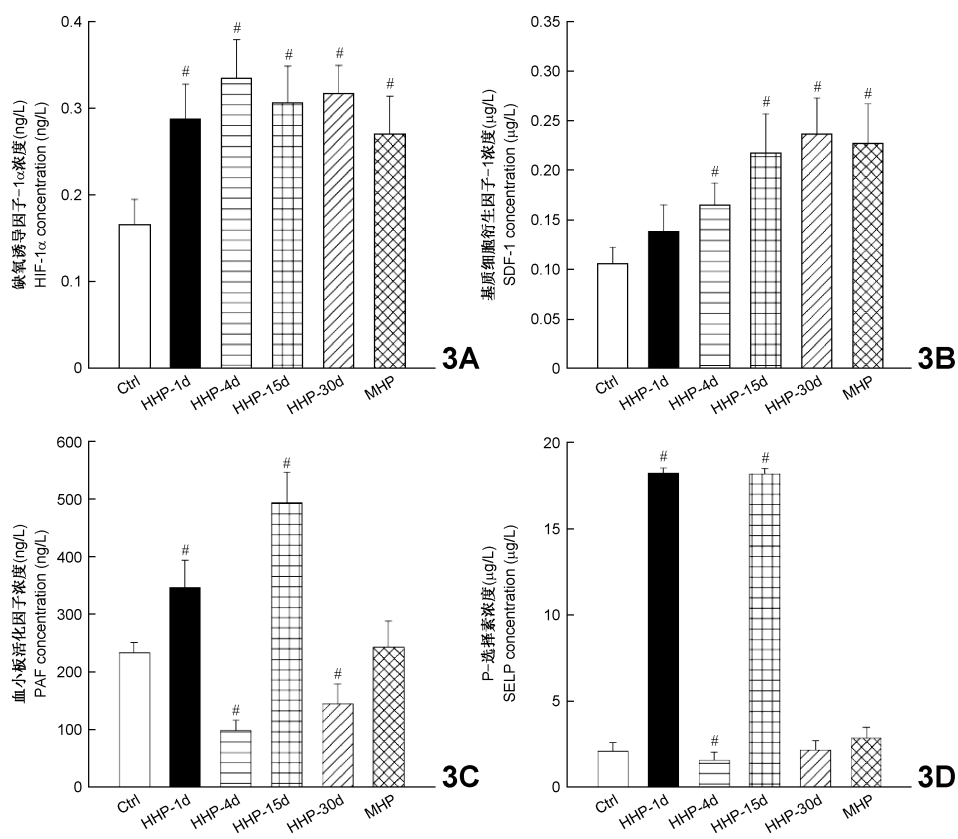 0.4
0.3
0.2
0.1
0
缺氧诱导因子-1α浓度(ng/L)
HIF-1α concentration (ng/L)
#
#
#
#
#
Ctrl
HHP-1d
HHP-4d
HHP-15d
HHP-30d
MHP
3A
0.35
0.30
0.25
0.20
0.15
0.10
0.05
0
基质细胞衍生因子-1浓度(μg/L)
SDF-1 concentration (μg/L)
#
#
#
#
Ctrl
HHP-1d
HHP-4d
HHP-15d
HHP-30d
MHP
3B
600
500
400
300
200
100
0
血小板活化因子浓度(ng/L)
PAF concentration (ng/L)
#
#
#
#
Ctrl
HHP-1d
HHP-4d
HHP-15d
HHP-30d
MHP
3C
20
15
10
5
0
P-选择素浓度(μg/L)
SELP concentration (μg/L)
#
#
#
Ctrl
HHP-1d
HHP-4d
HHP-15d
HHP-30d
MHP
3D